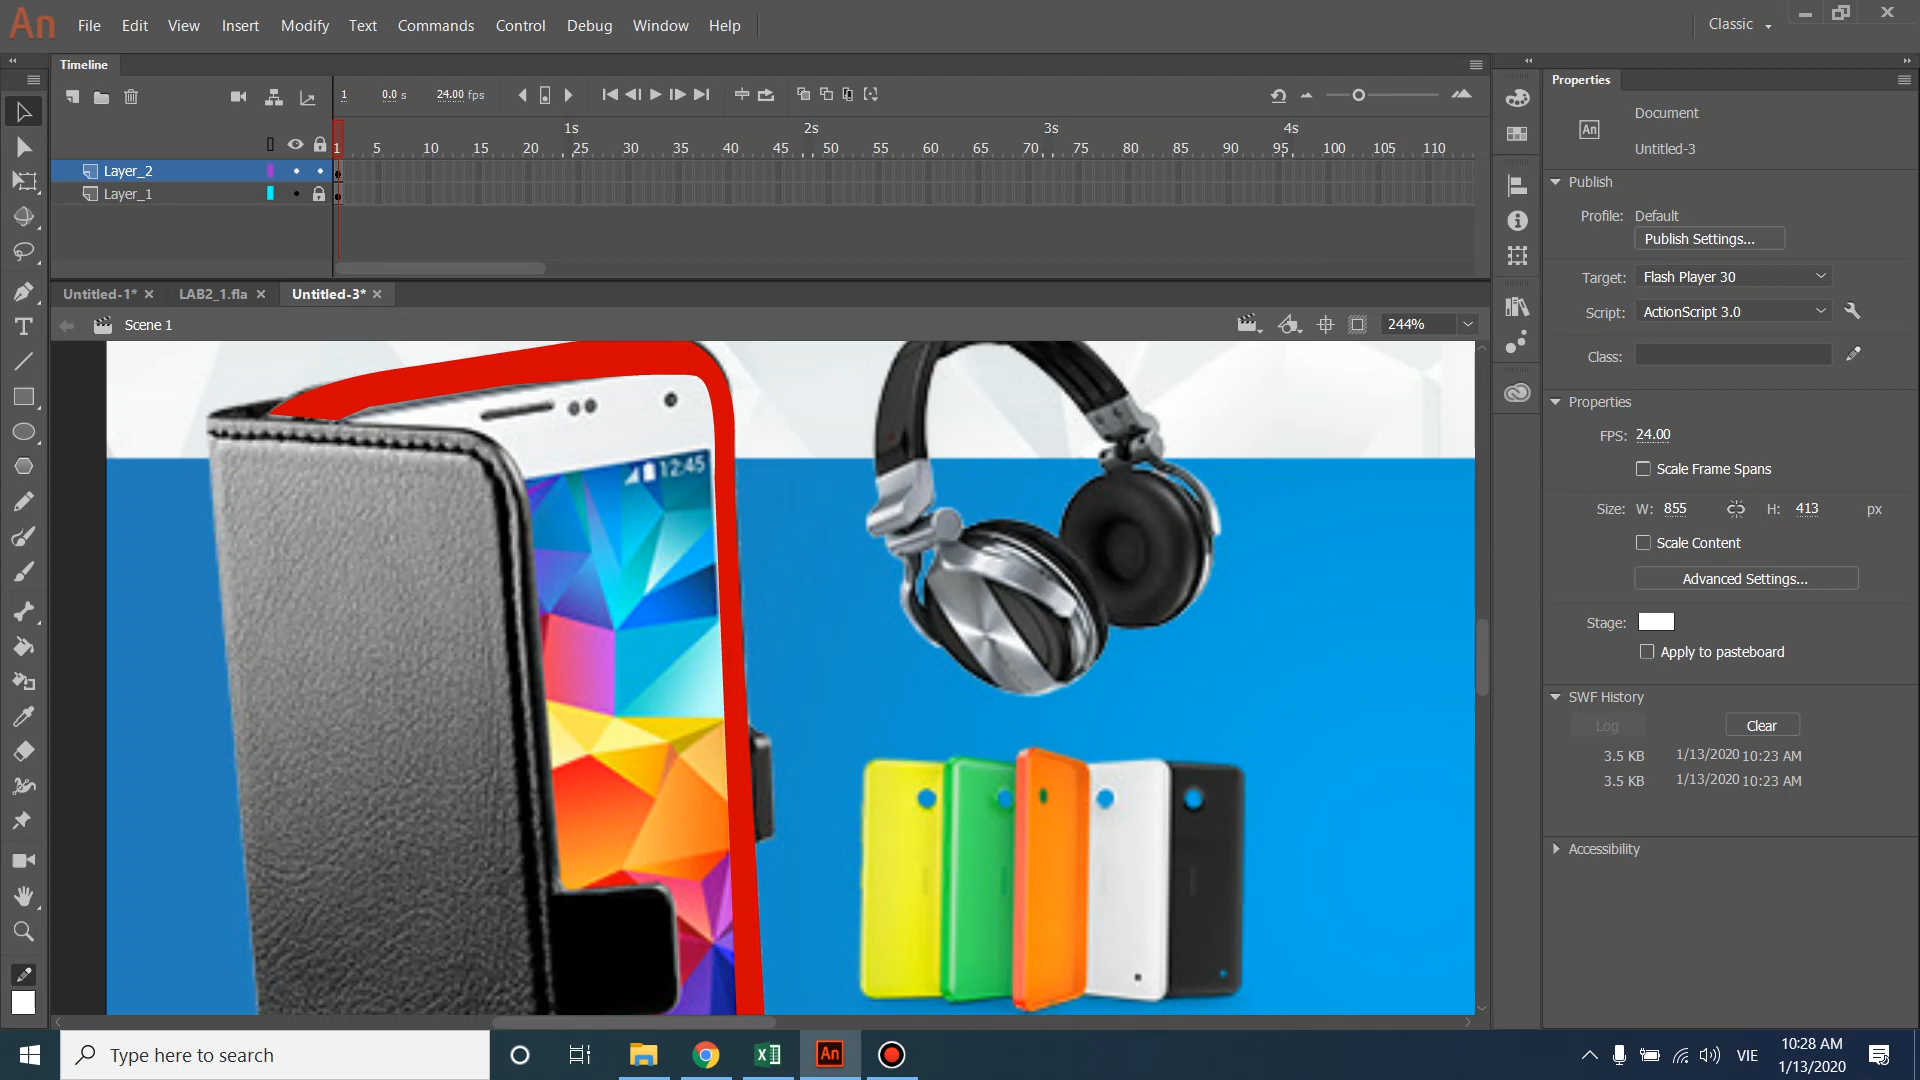 An File Edit View Insert Modify Text Commands Control Debug Window Help Classic
Timeline
Properties
1 0.0 s 24.00 fps
Document
Untitled-3
1s 2s 3s 4s
1 5 10 15 20 25 30 35 40 45 50 55 60 65 70 75 80 85 90 95 100 105 110
Layer_2
Layer_1
Publish
Profile: Default
Publish Settings...
Target: Flash Player 30
Untitled-1* LAB2_1.fla Untitled-3*
Script: ActionScript 3.0
Scene 1
244%
Class:
Properties
FPS: 24.00
Scale Frame Spans
12:45
Size: W: 855 H: 413 px
Scale Content
Advanced Settings...
Stage:
Apply to pasteboard
SWF History
Log Clear
3.5 KB 1/13/2020 10:23 AM
3.5 KB 1/13/2020 10:23 AM
Accessibility
Type here to search
An
VIE
10:28 AM
1/13/2020